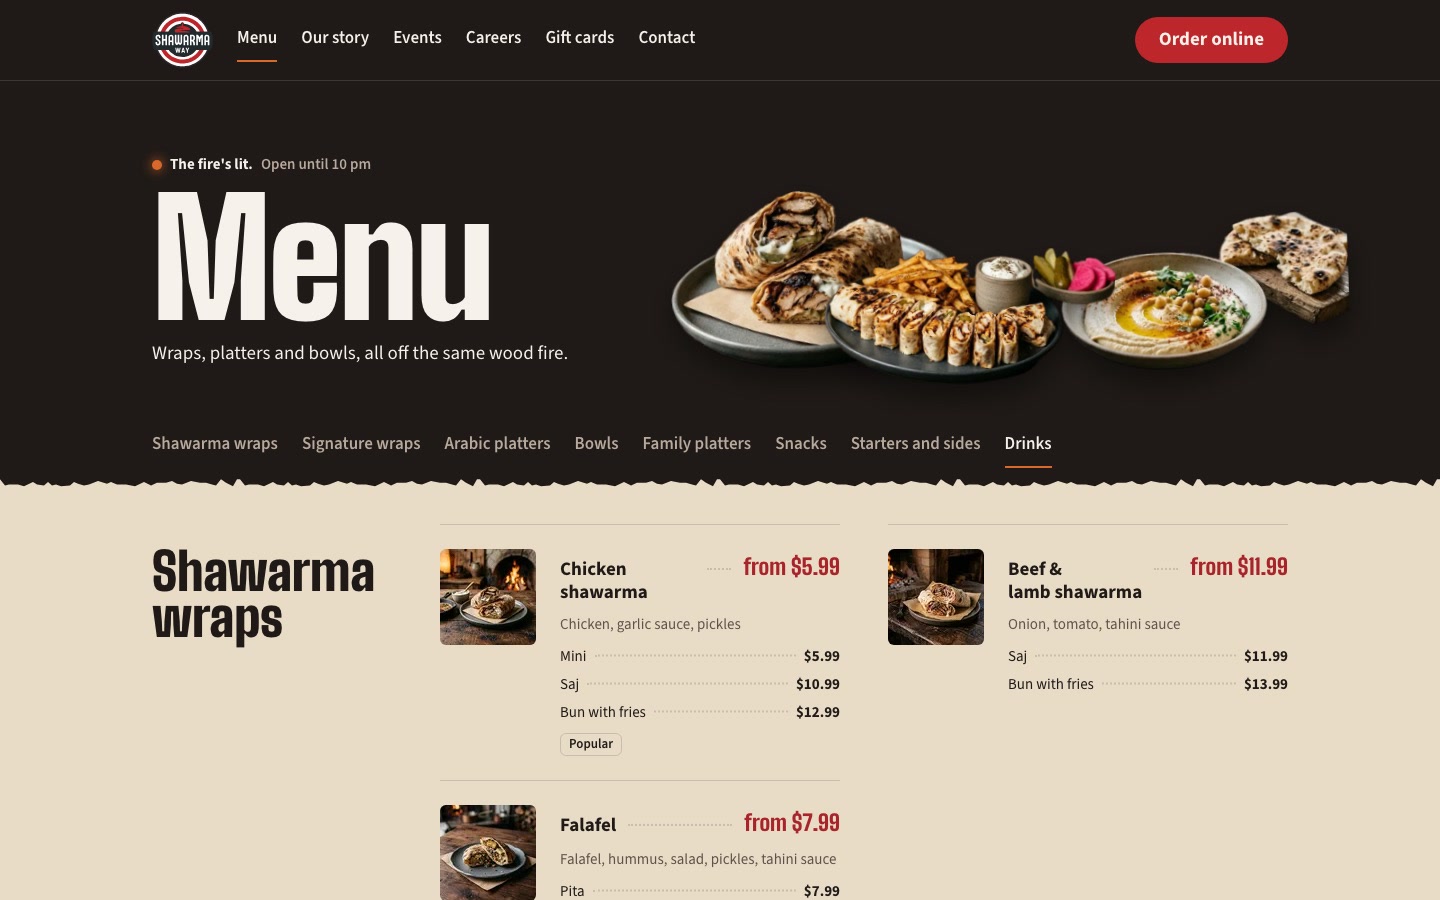 SHAWARMA
WAY
Menu
Our story
Events
Careers
Gift cards
Contact
Order online
The fire's lit. Open until 10 pm
Menu
Wraps, platters and bowls, all off the same wood fire.
Shawarma wraps
Signature wraps
Arabic platters
Bowls
Family platters
Snacks
Starters and sides
Drinks
Shawarma
wraps
Chicken
shawarma
from $5.99
Chicken, garlic sauce, pickles
Mini $5.99
Saj $10.99
Bun with fries $12.99
Popular
Beef &
lamb shawarma
from $11.99
Onion, tomato, tahini sauce
Saj $11.99
Bun with fries $13.99
Falafel from $7.99
Falafel, hummus, salad, pickles, tahini sauce
Pita $7.99